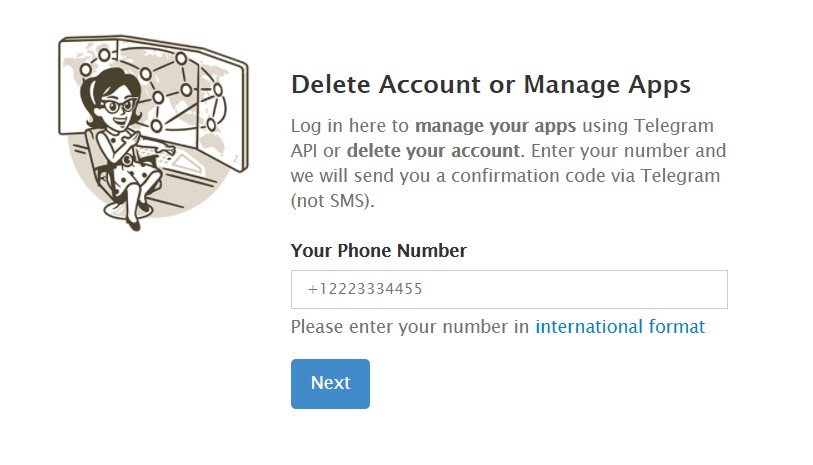 Delete Account or Manage Apps
Log in here to manage your apps using Telegram
API or delete your account. Enter your number and
we will send you a confirmation code via Telegram
(not SMS).
Your Phone Number
+12223334455
Please enter your number in international format
Next